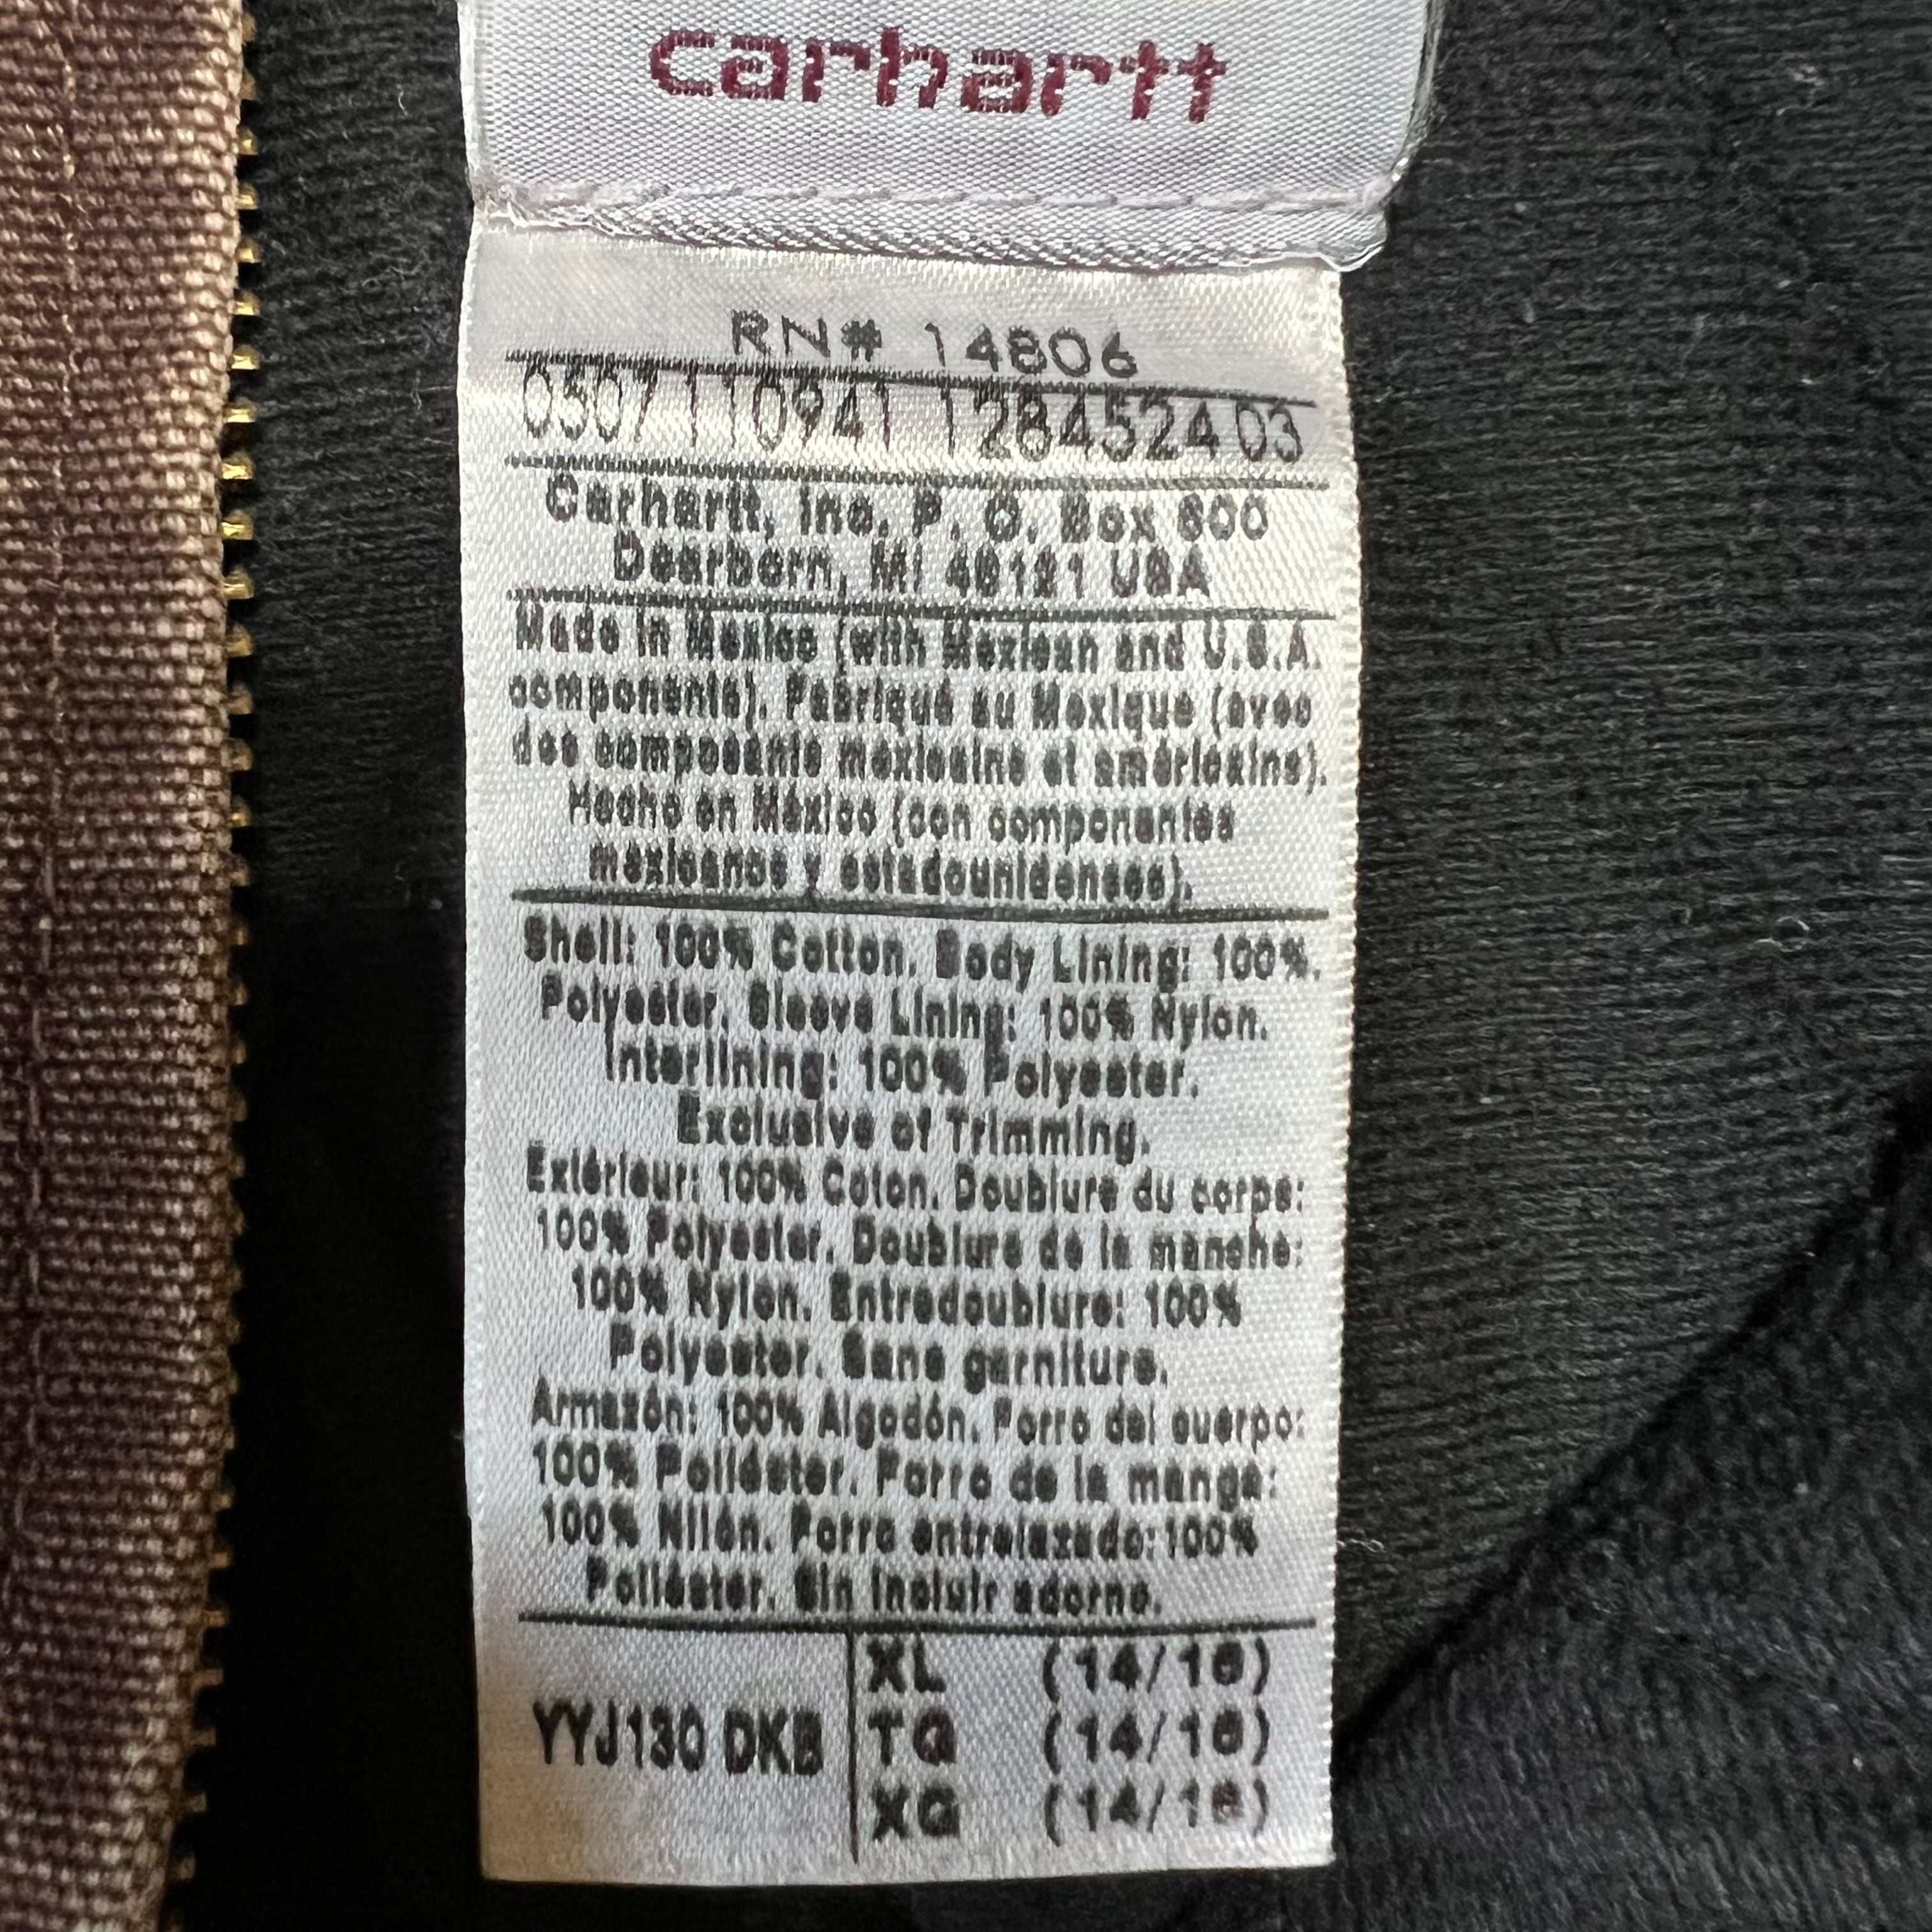 carhartt
RN# 14806
0507 110941 1284524 03
Carhartt, Inc. P. O. Box 600
Dearborn, MI 48121 USA
Made in Mexico (with Mexican and U.S.A.
components). Fabriqué au Mexique (avec
des composants mexicains et américains).
Hecho en México (con componentes
mexicanos y estadounidenses).
Shell: 100% Cotton. Body Lining: 100%.
Polyester. Sleeve Lining: 100% Nylon.
Interlining: 100% Polyester.
Exclusive of Trimming.
Extérieur: 100% Coton. Doublure du corps:
100% Polyester. Doublure de la manche:
100% Nylon. Entredoublure: 100%
Polyester. Sans garniture.
Armazón: 100% Algodón. Forro del cuerpo:
100% Poliéster. Forro de la manga:
100% Nilón. Forro entrelazado: 100%
Poliéster. Sin incluir adorno.
YYJ130 DKB
XL (14/16)
TG (14/16)
XG (14/16)